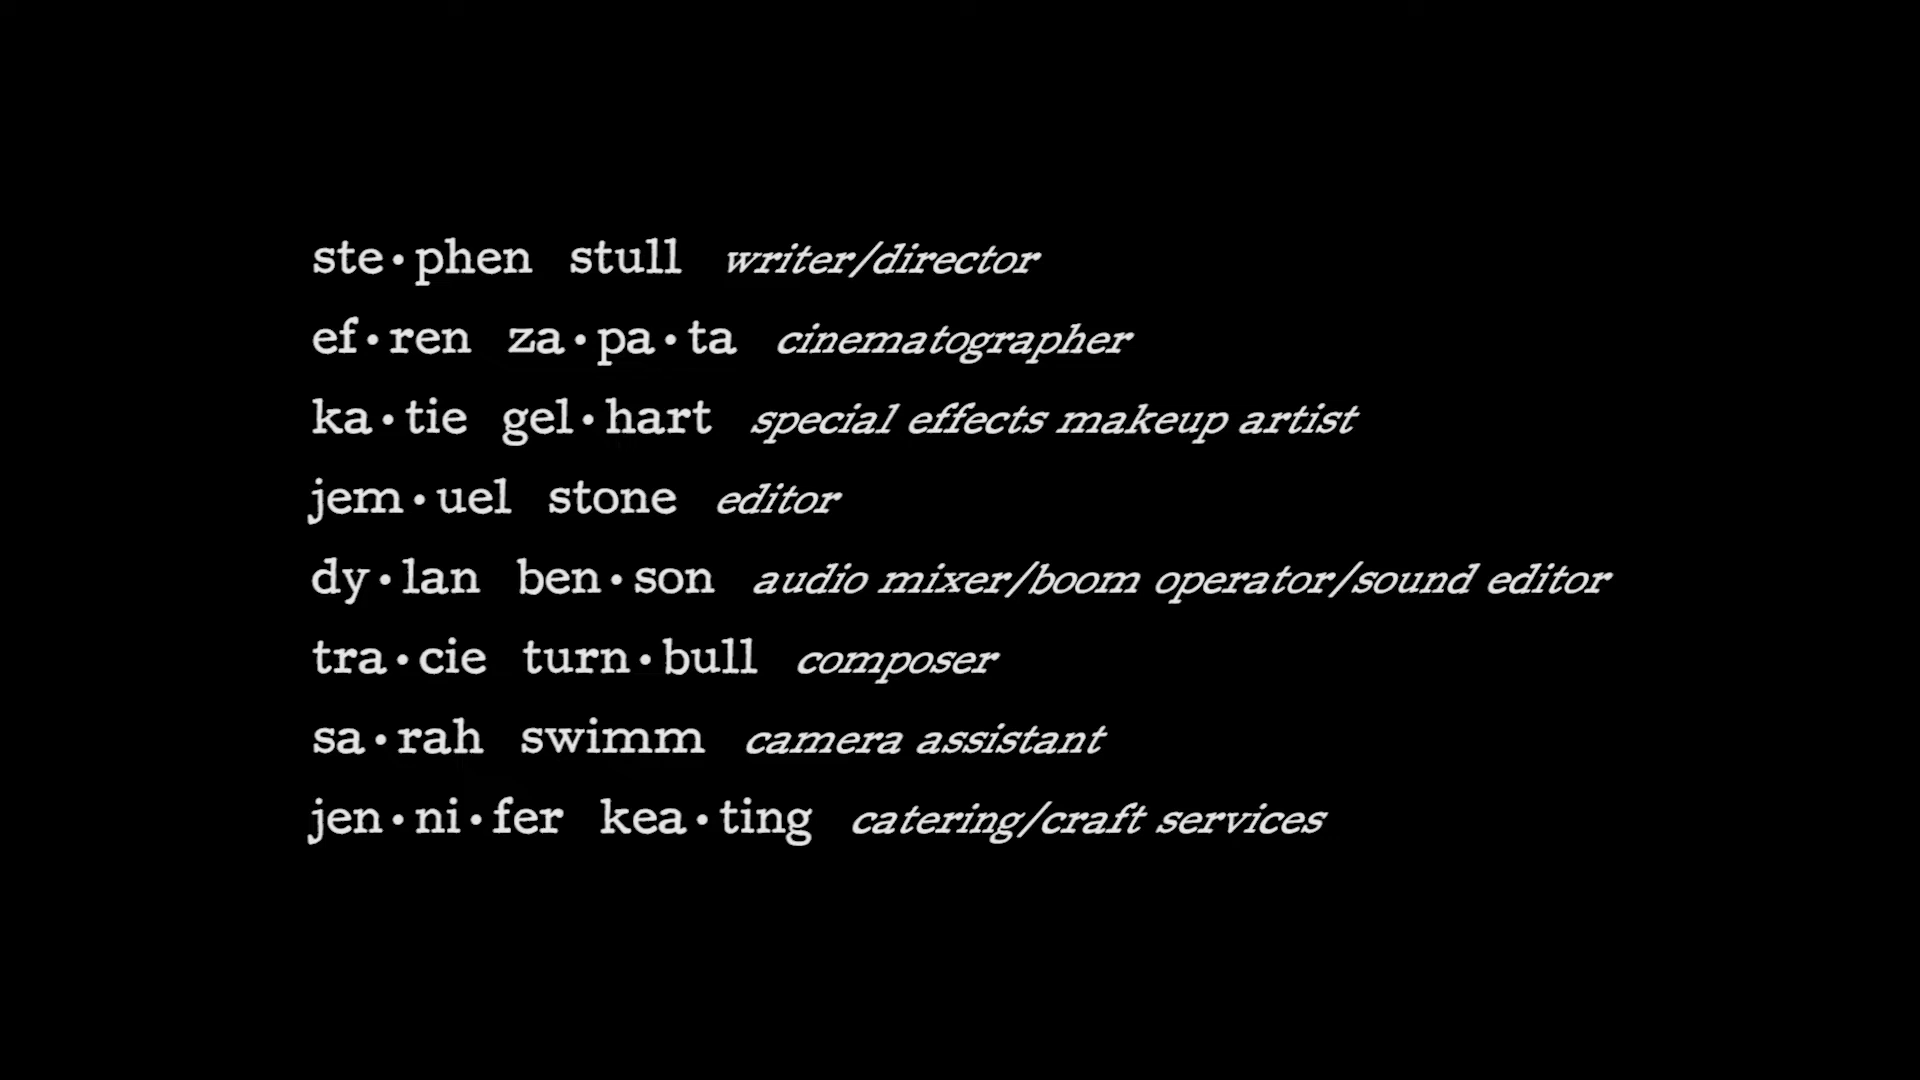 ste•phen stull writer/director
ef•ren za•pa•ta cinematographer
ka•tie gel•hart special effects makeup artist
jem•uel stone editor
dy•lan ben•son audio mixer/boom operator/sound editor
tra•cie turn•bull composer
sa•rah swimm camera assistant
jen•ni•fer kea•ting catering/craft services